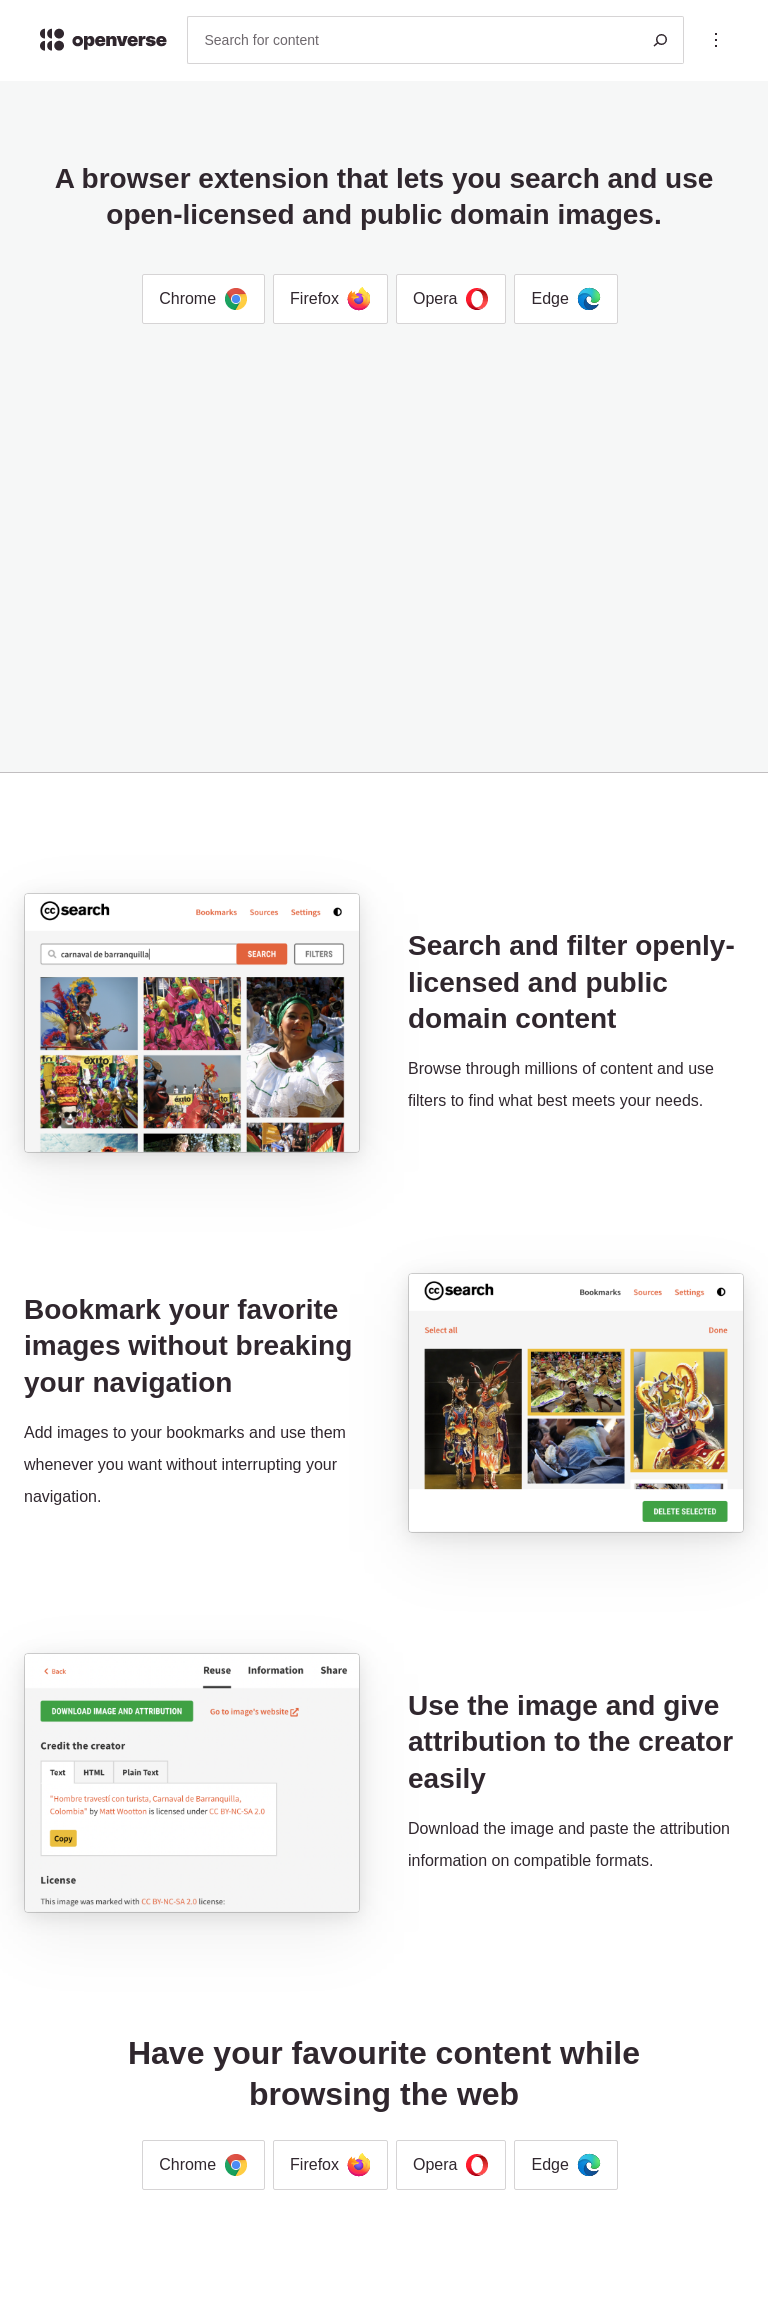 openverse
Search for content
A browser extension that lets you search and use
open-licensed and public domain images.
Chrome
Firefox
Opera
Edge
cc search
Bookmarks
Sources
Settings
carnaval de barranquilla
SEARCH
FILTERS
éxito
éxito
Search and filter openly-
licensed and public
domain content
Browse through millions of content and use
filters to find what best meets your needs.
Bookmark your favorite
images without breaking
your navigation
Add images to your bookmarks and use them
whenever you want without interrupting your
navigation.
cc search
Bookmarks
Sources
Settings
Select all
Done
DELETE SELECTED
Back
Reuse
Information
Share
DOWNLOAD IMAGE AND ATTRIBUTION
Go to image's website
Credit the creator
Text
HTML
Plain Text
"Hombre travestí con turista, Carnaval de Barranquilla,
Colombia" by Matt Wootton is licensed under CC BY-NC-SA 2.0
Copy
License
This image was marked with CC BY-NC-SA 2.0 license:
Use the image and give
attribution to the creator
easily
Download the image and paste the attribution
information on compatible formats.
Have your favourite content while
browsing the web
Chrome
Firefox
Opera
Edge